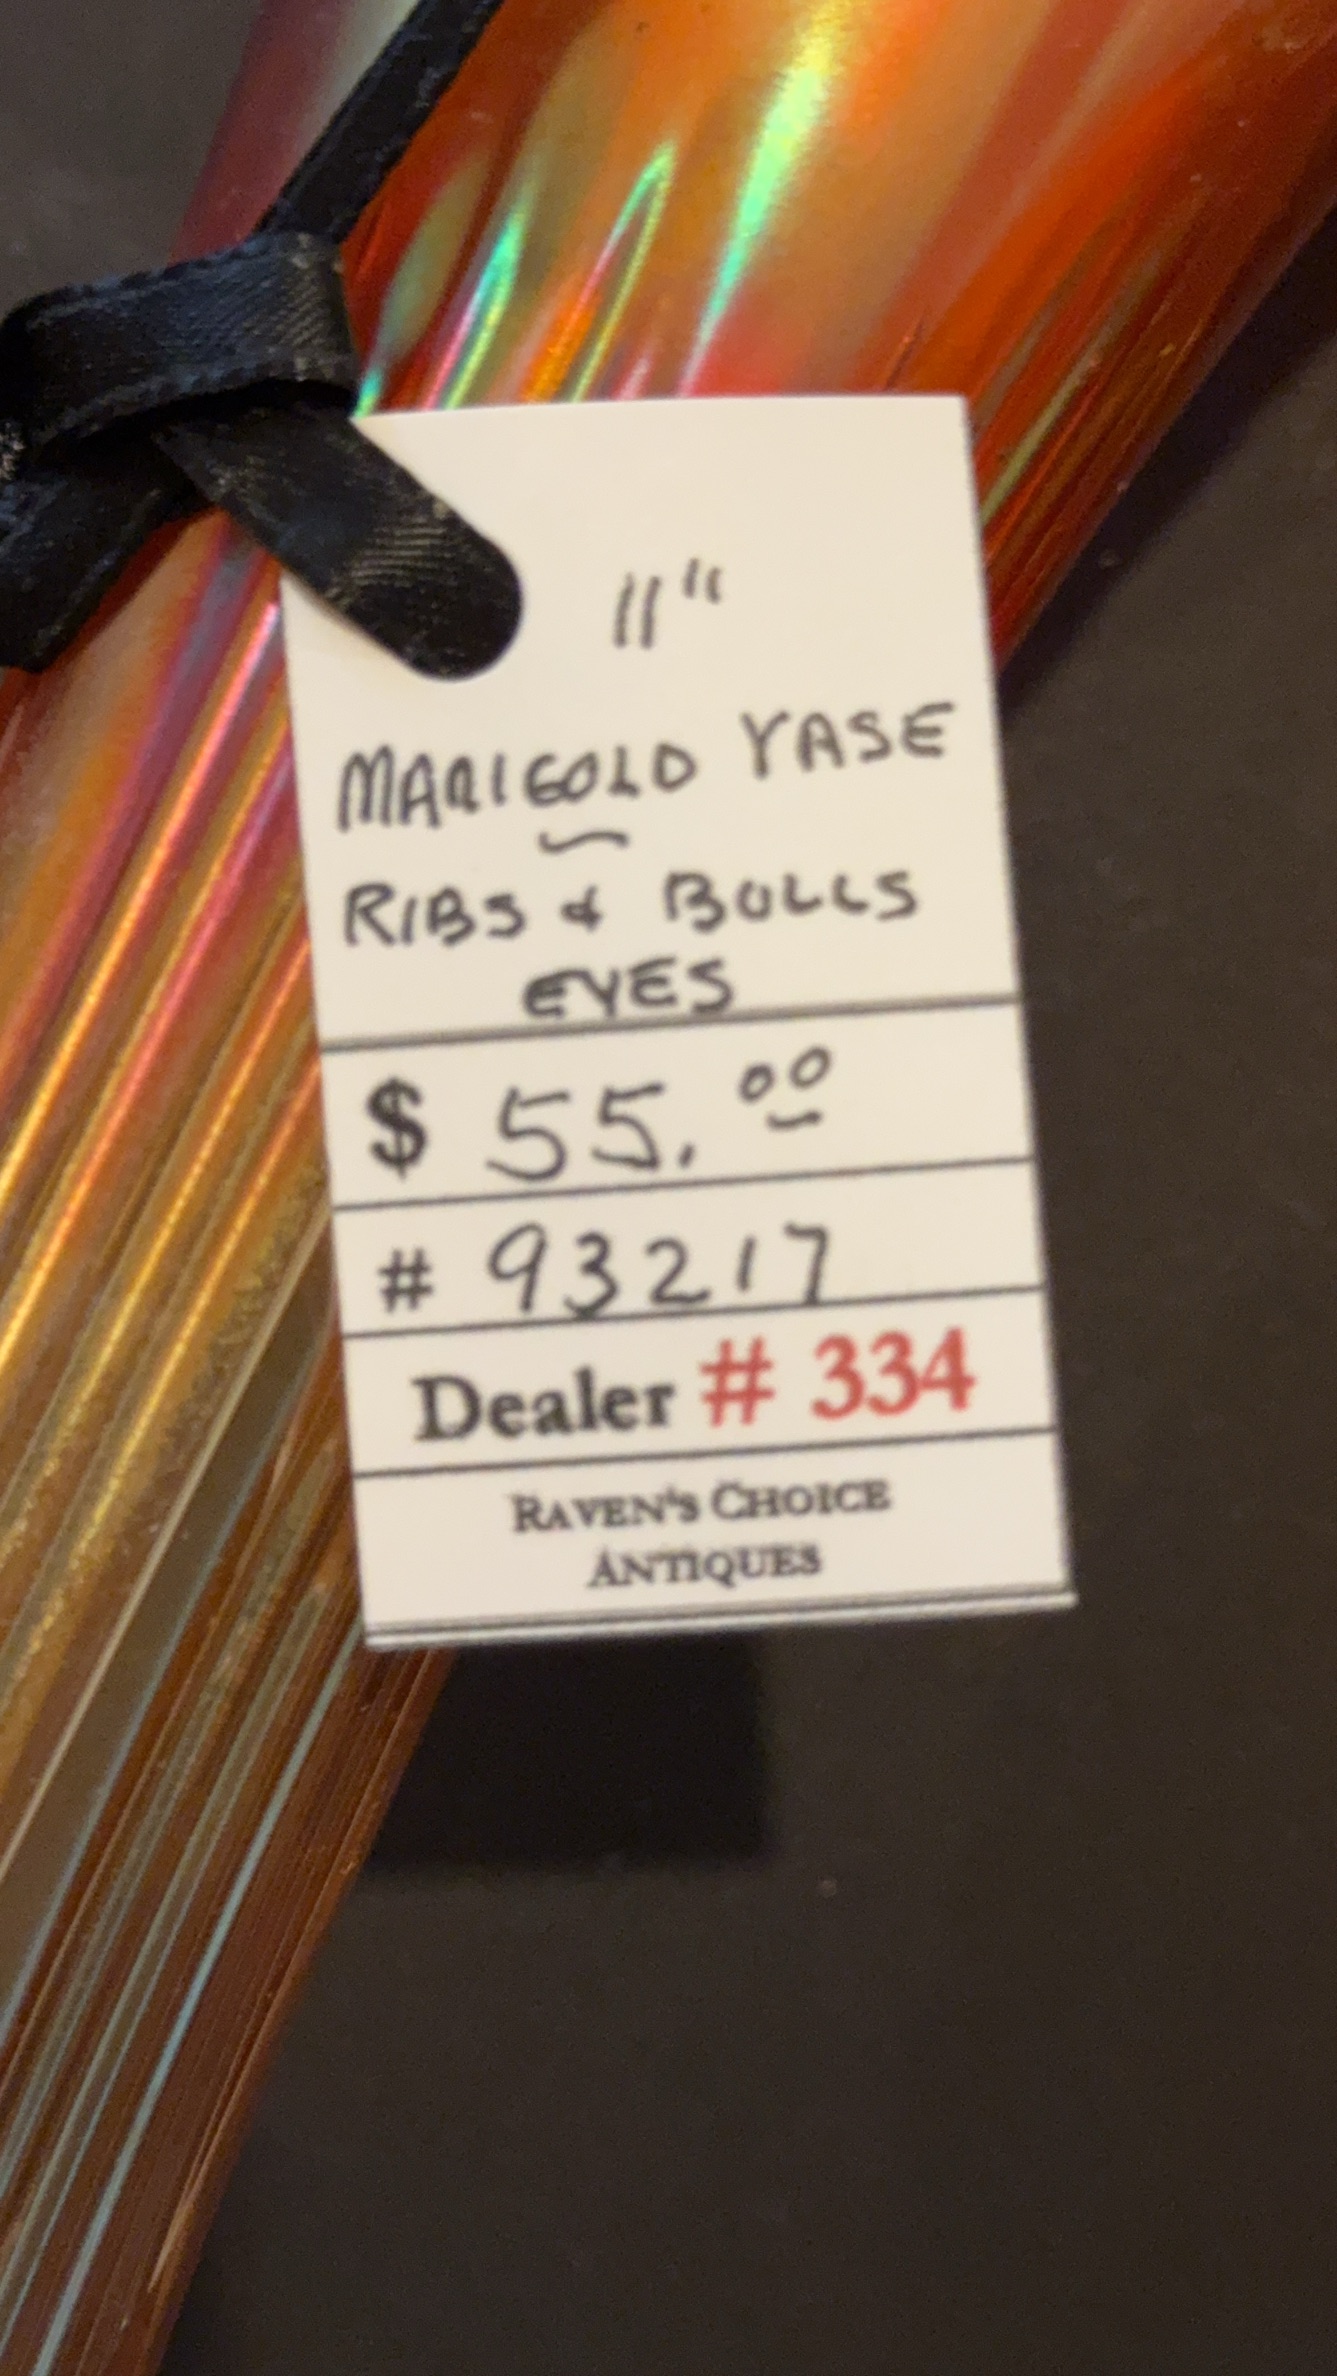 11"
MARIGOLD VASE
~
RIBS & BULLS
EYES
$ 55.00
# 93217
Dealer # 334
RAVEN'S CHOICE
ANTIQUES